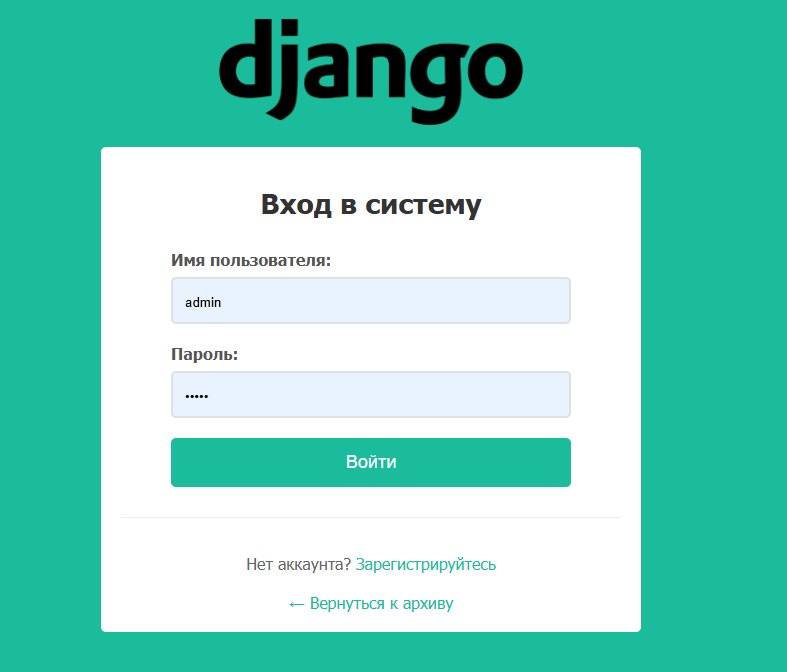 django
Вход в систему
Имя пользователя:
admin
Пароль:
•••••
Войти
Нет аккаунта? Зарегистрируйтесь
← Вернуться к архиву